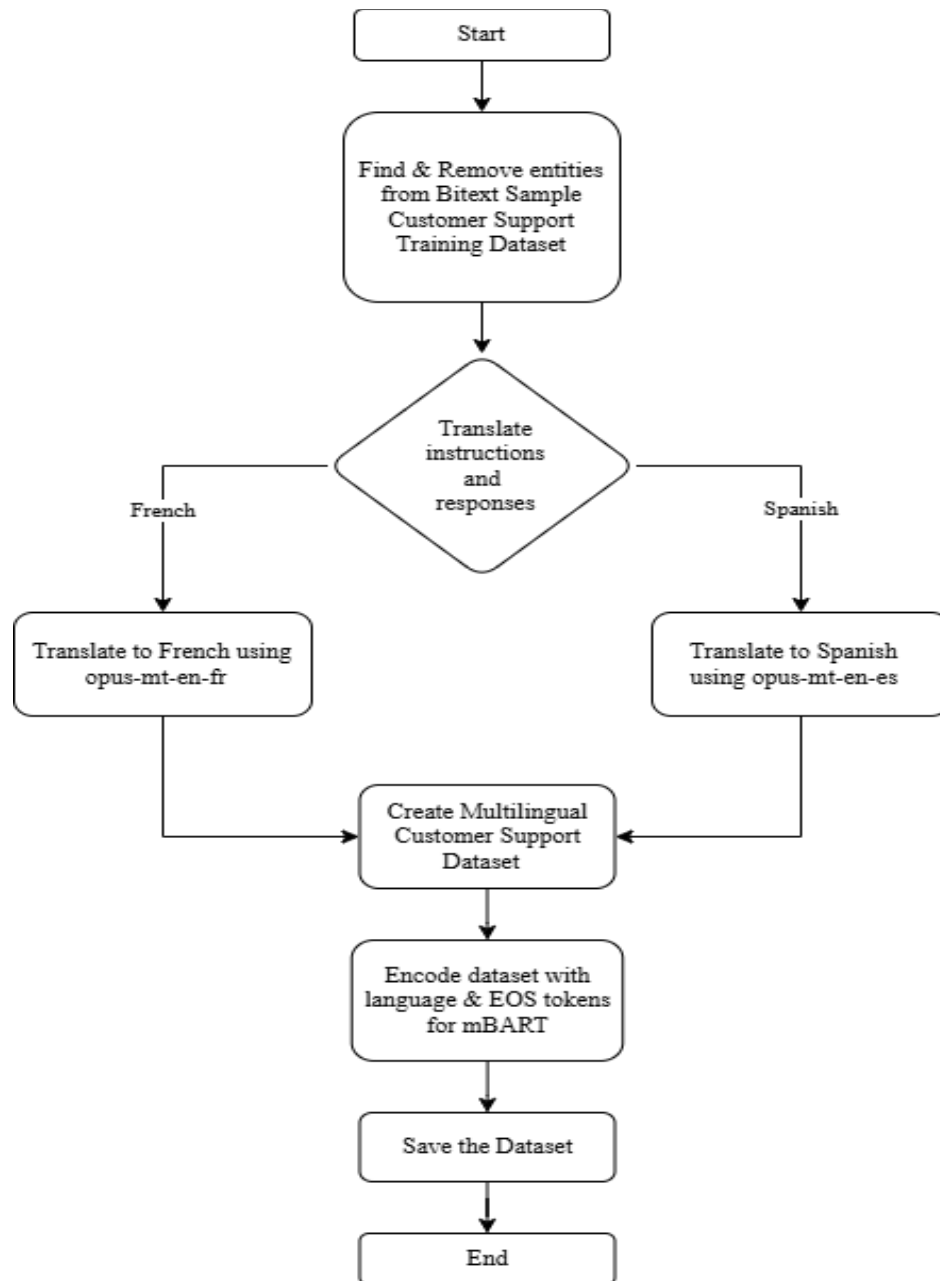 Start
Find & Remove entities
from Bitext Sample
Customer Support
Training Dataset
Translate
instructions
and
responses
French
Spanish
Translate to French using
opus-mt-en-fr
Translate to Spanish
using opus-mt-en-es
Create Multilingual
Customer Support
Dataset
Encode dataset with
language & EOS tokens
for mBART
Save the Dataset
End